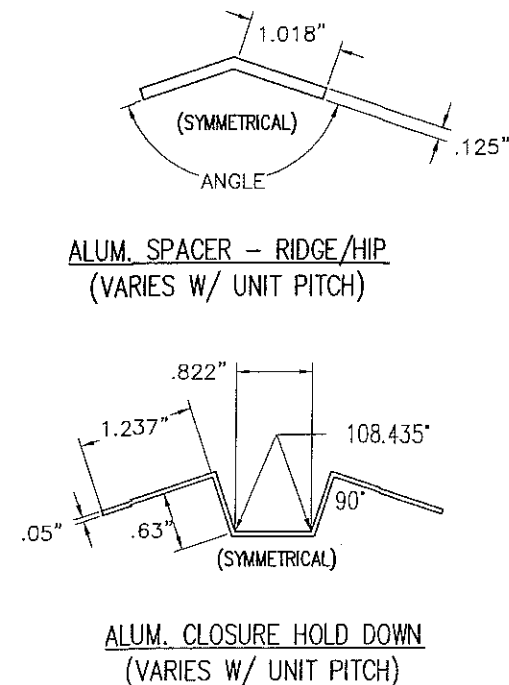 1.018"
(SYMMETRICAL)
.125"
ANGLE
ALUM. SPACER – RIDGE/HIP
(VARIES W/ UNIT PITCH)
.822"
1.237"
108.435°
90°
.05"
.63"
(SYMMETRICAL)
ALUM. CLOSURE HOLD DOWN
(VARIES W/ UNIT PITCH)